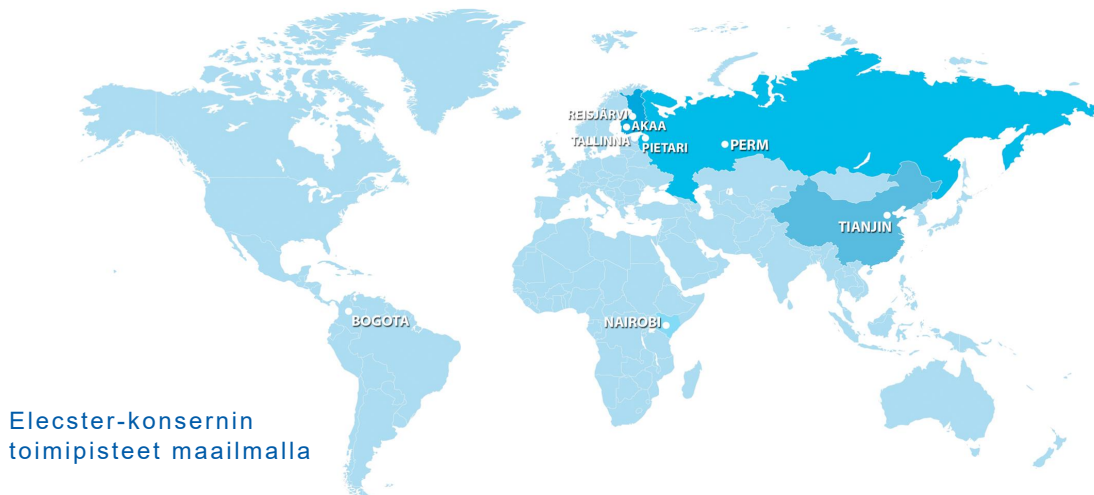 REISJÄRVI
AKAA
TALLINNA
PIETARI
PERM
TIANJIN
BOGOTA
NAIROBI
Elecster-konsernin
toimipisteet maailmalla